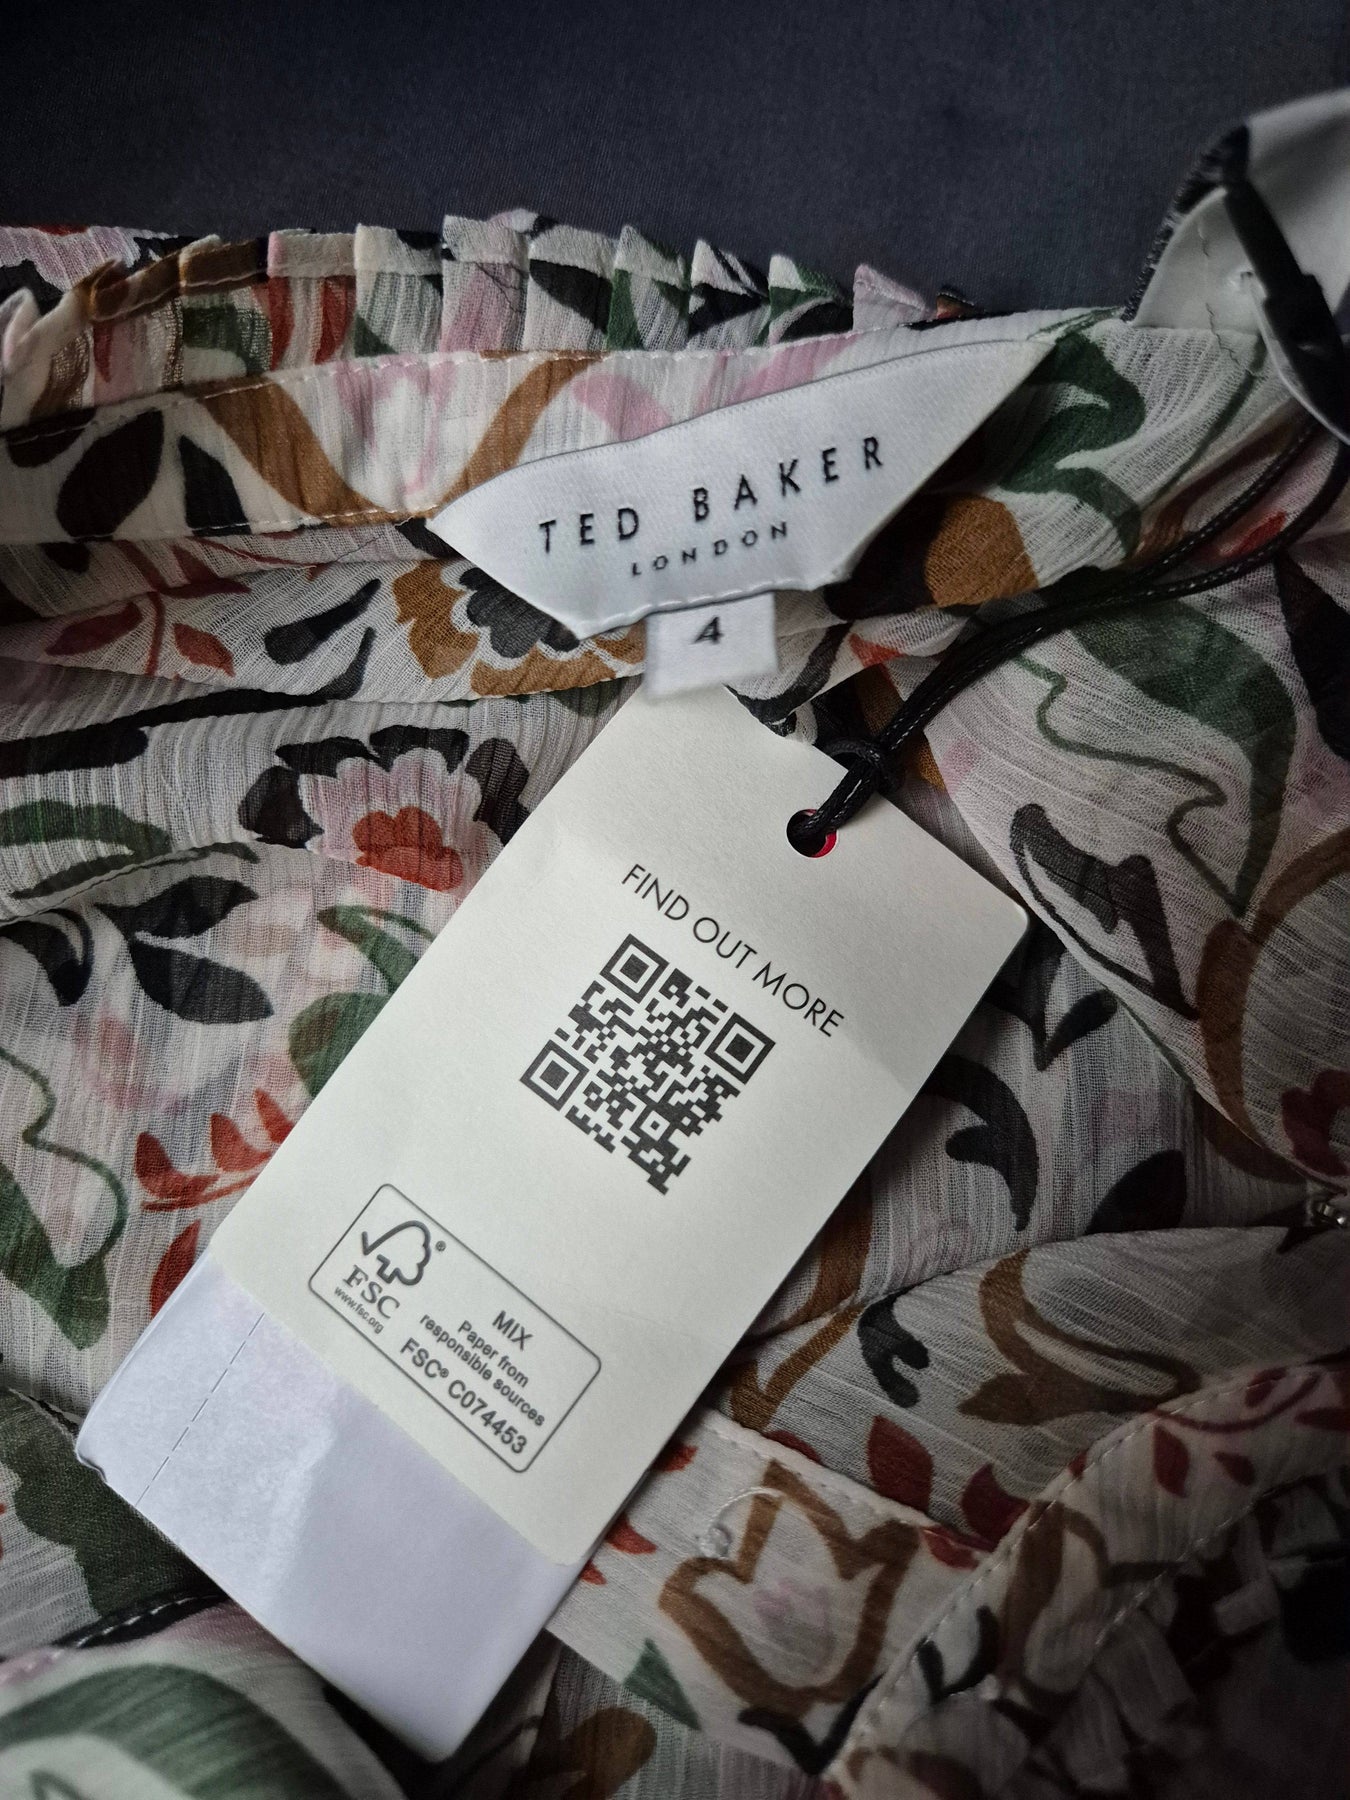 TED BAKER
LONDON
4
FIND OUT MORE
®
FSC
www.fsc.org
MIX
Paper from
responsible sources
FSC® C074453